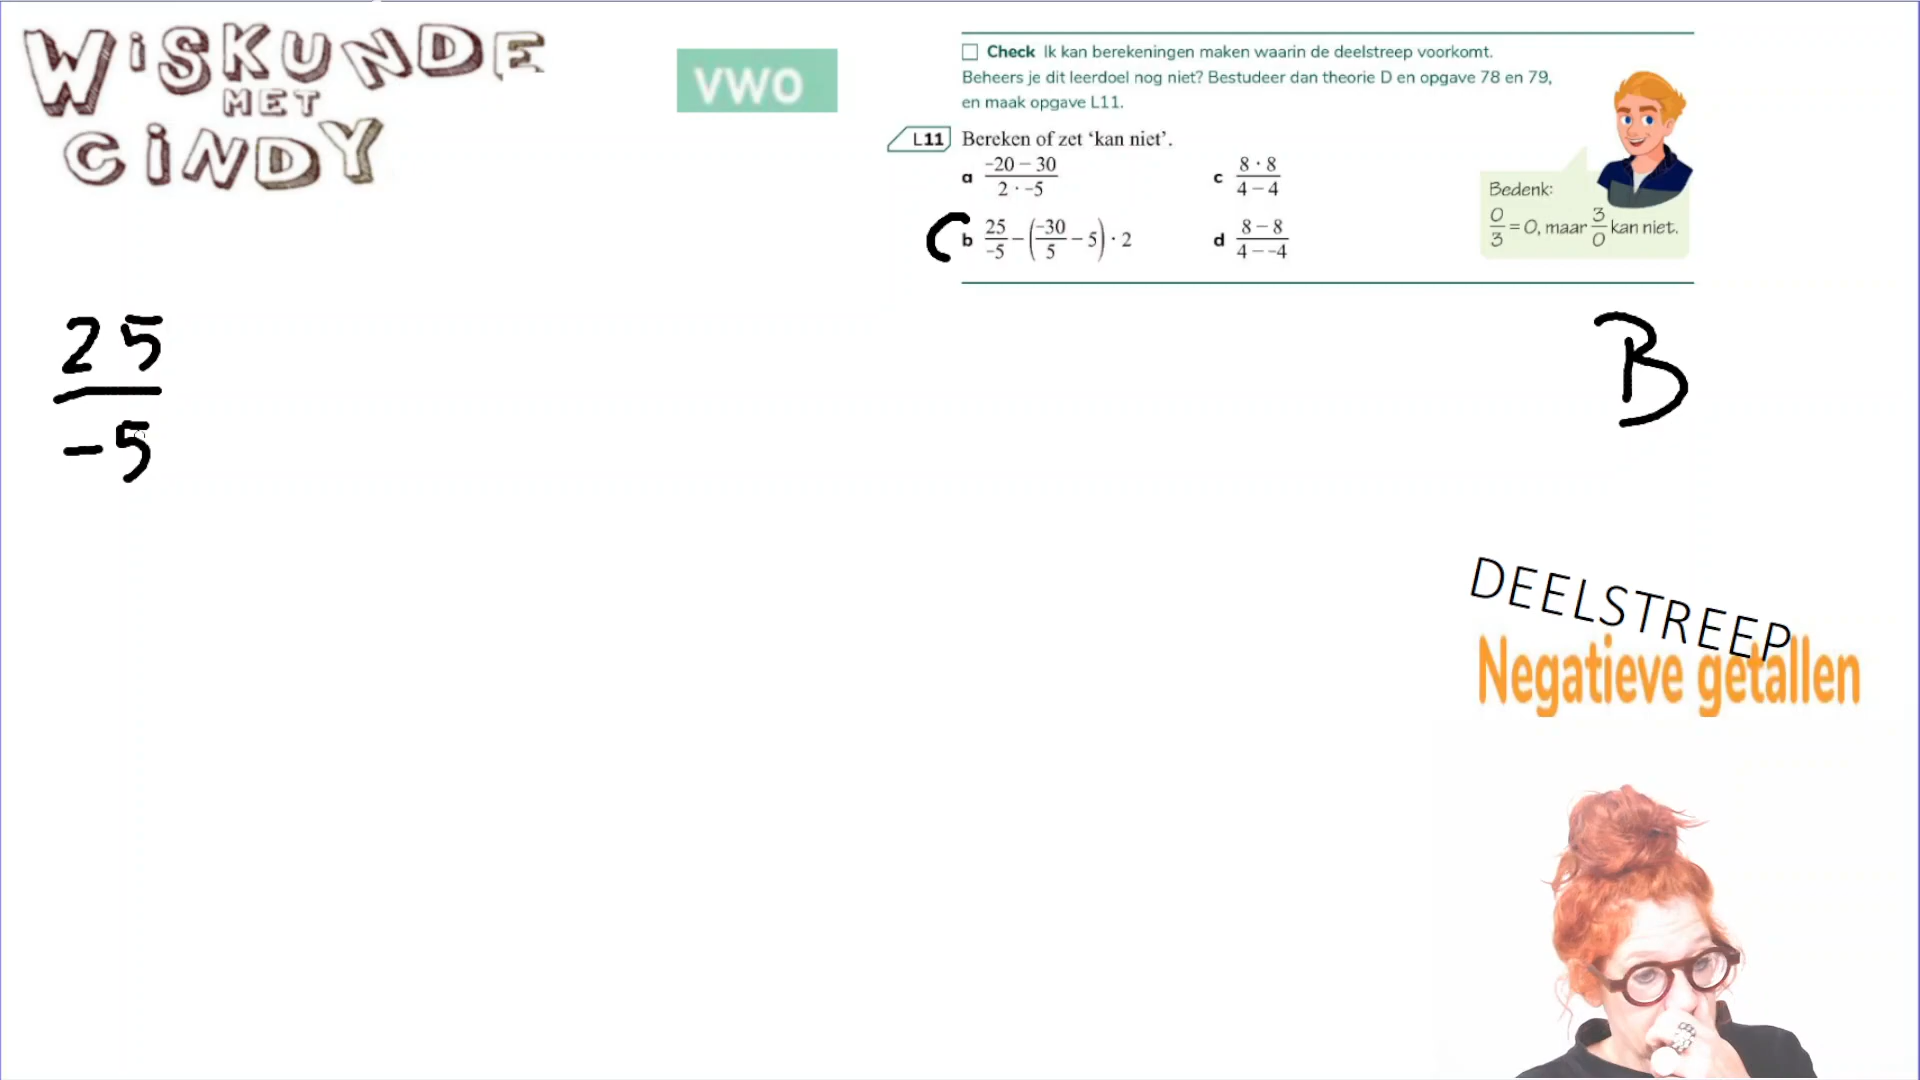 WiSKUNDE
MET
CiNDY
VWO
Check Ik kan berekeningen maken waarin de deelstreep voorkomt.
Beheers je dit leerdoel nog niet? Bestudeer dan theorie D en opgave 78 en 79,
en maak opgave L11.
L11 Bereken of zet ‘kan niet’.
a (-20 – 30)/(2 · -5)
c (8 · 8)/(4 – 4)
b 25/-5 – (-30/5 – 5) · 2
d (8 – 8)/(4 – -4)
Bedenk:
0/3 = 0, maar 3/0 kan niet.
25
-5
B
DEELSTREEP
Negatieve getallen